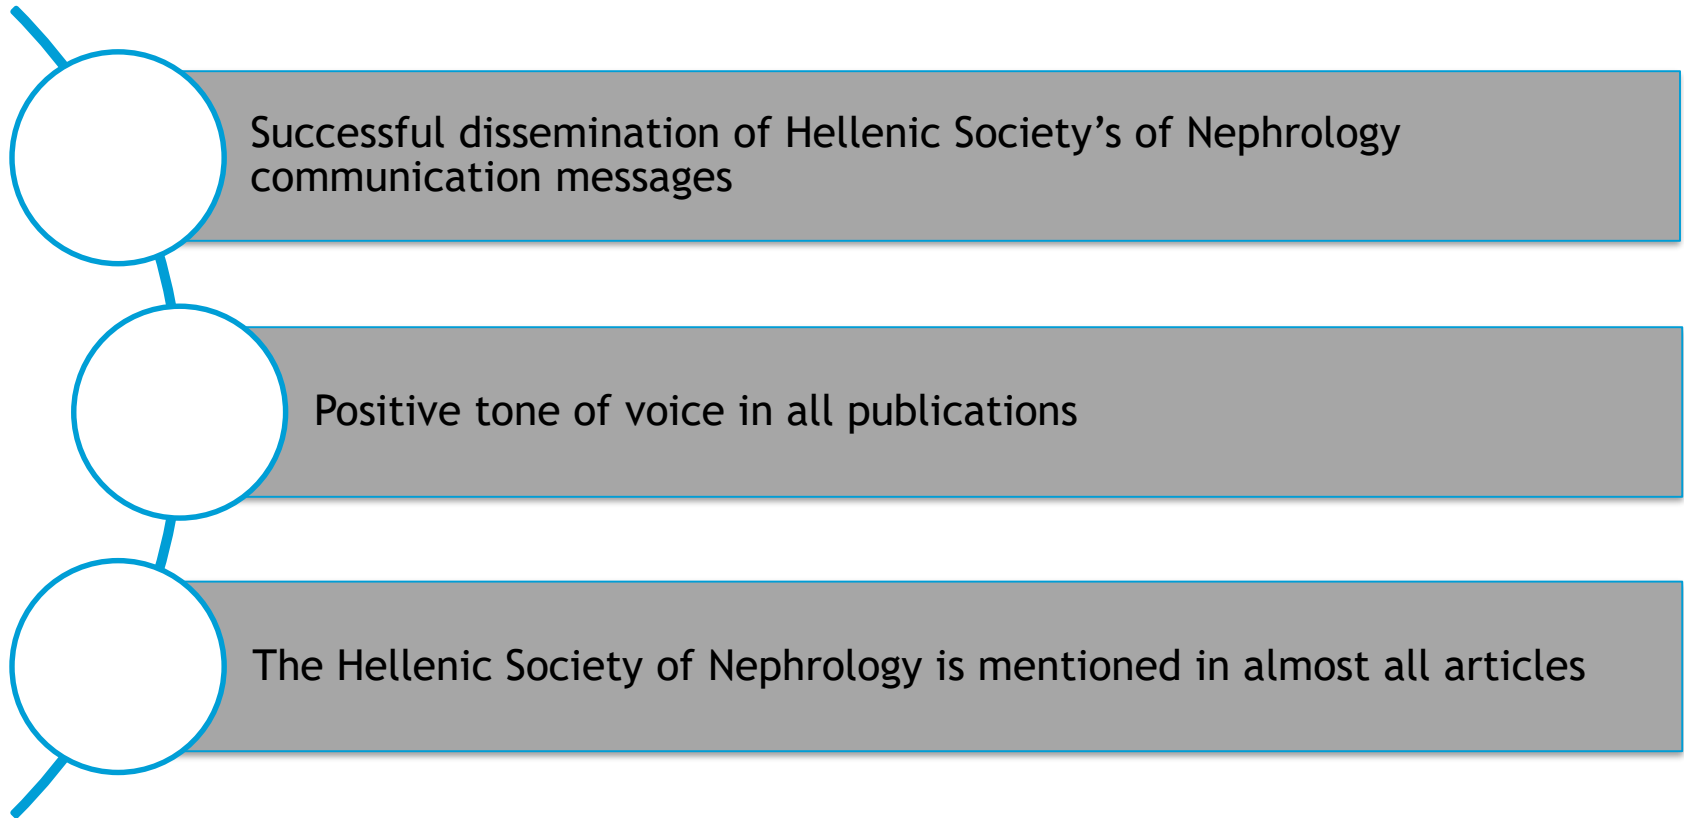 Successful dissemination of Hellenic Society’s of Nephrology
communication messages
Positive tone of voice in all publications
The Hellenic Society of Nephrology is mentioned in almost all articles